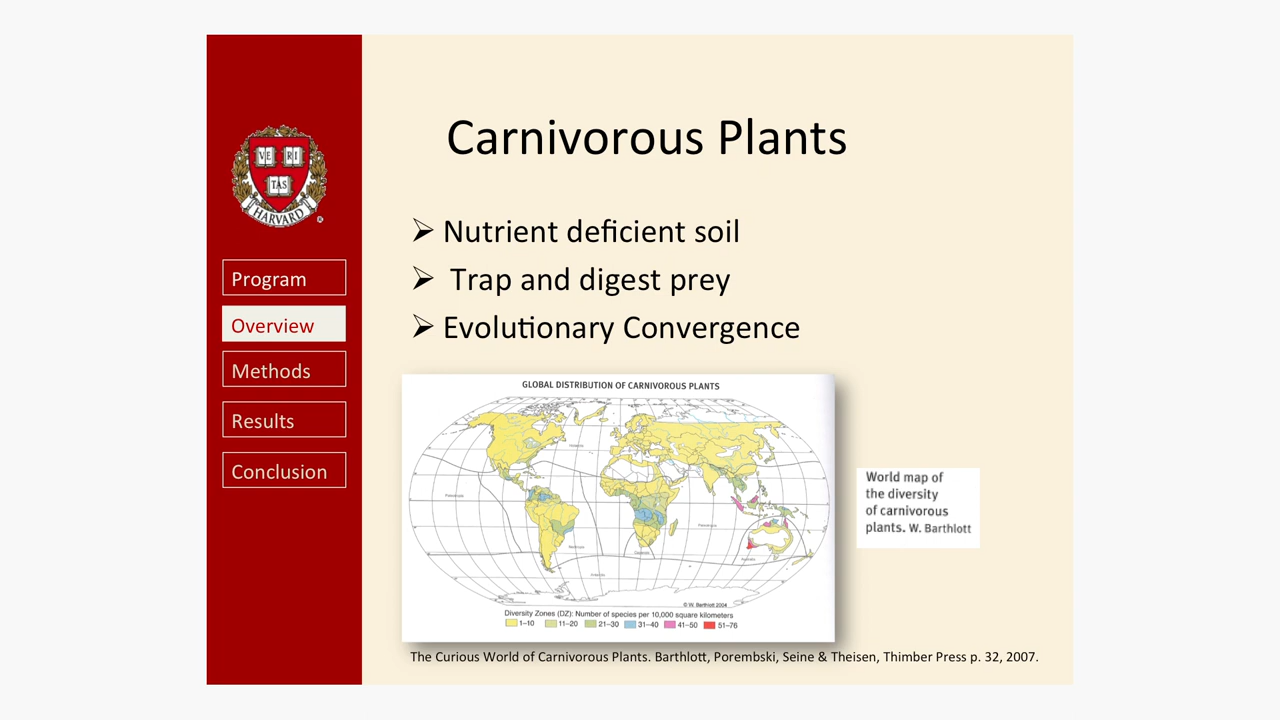 Carnivorous Plants
VE RI
TAS
HARVARD
®
Program
Overview
Methods
Results
Conclusion
➢ Nutrient deficient soil
➢ Trap and digest prey
➢ Evolutionary Convergence
GLOBAL DISTRIBUTION OF CARNIVOROUS PLANTS
© W. Barthlott 2004
Diversity Zones (DZ): Number of species per 10,000 square kilometers
1–10 11–20 21–30 31–40 41–50 51–76
World map of
the diversity
of carnivorous
plants. W. Barthlott
The Curious World of Carnivorous Plants. Barthlott, Porembski, Seine & Theisen, Thimber Press p. 32, 2007.